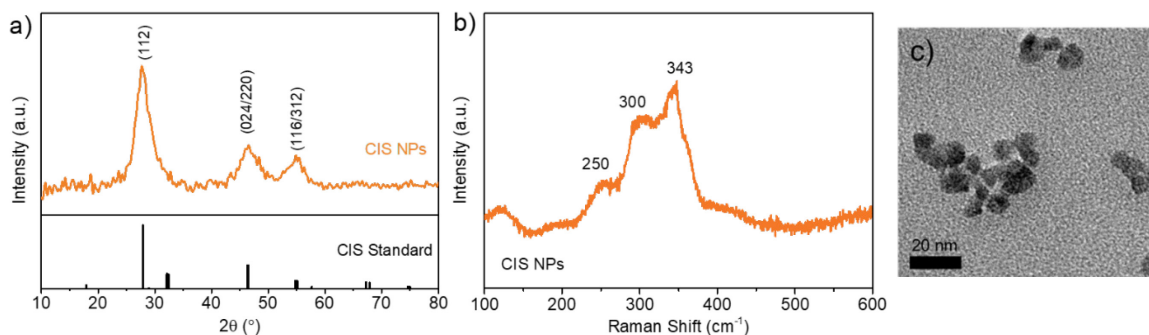 a)
(112)
(024/220)
(116/312)
CIS NPs
CIS Standard
Intensity (a.u.)
10 20 30 40 50 60 70 80
2θ (°)
b)
343
300
250
CIS NPs
Intensity (a.u.)
100 200 300 400 500 600
Raman Shift (cm⁻¹)
c)
20 nm